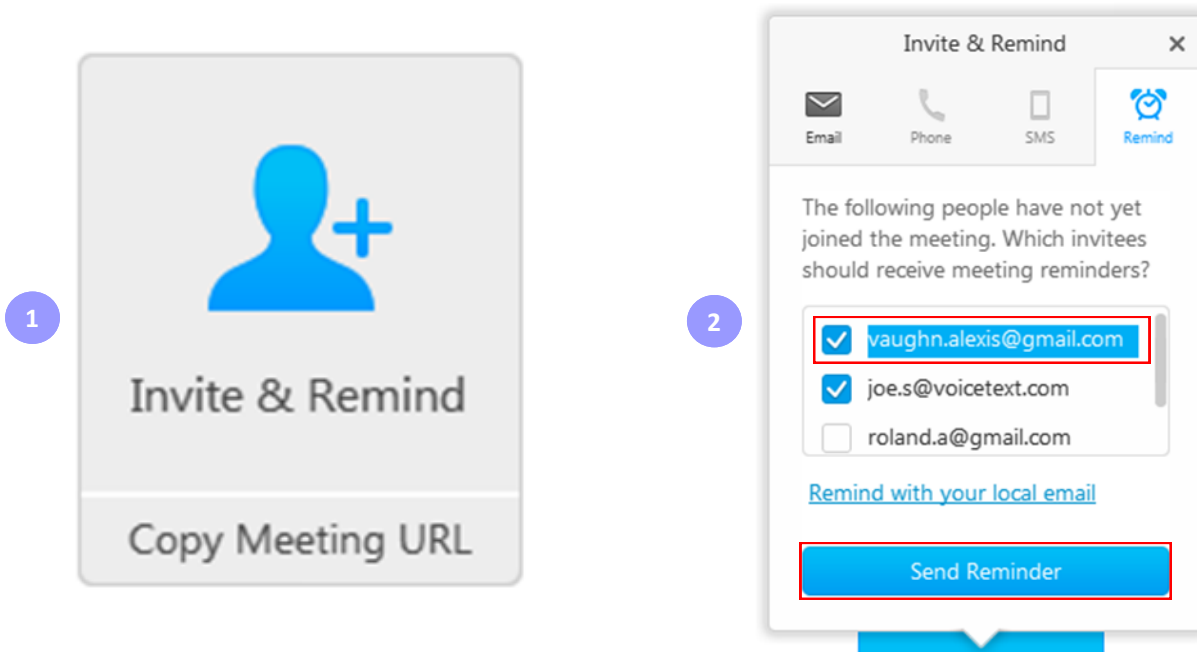 1
Invite & Remind
Copy Meeting URL
2
Invite & Remind
Email Phone SMS Remind
The following people have not yet
joined the meeting. Which invitees
should receive meeting reminders?
vaughn.alexis@gmail.com
joe.s@voicetext.com
roland.a@gmail.com
Remind with your local email
Send Reminder